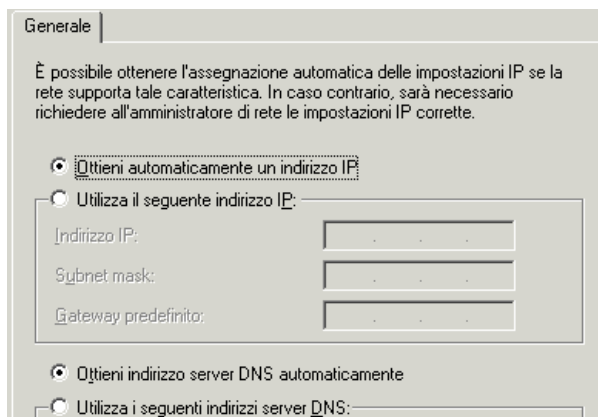 Generale
È possibile ottenere l'assegnazione automatica delle impostazioni IP se la
rete supporta tale caratteristica. In caso contrario, sarà necessario
richiedere all'amministratore di rete le impostazioni IP corrette.
Ottieni automaticamente un indirizzo IP
Utilizza il seguente indirizzo IP:
Indirizzo IP:
Subnet mask:
Gateway predefinito:
Ottieni indirizzo server DNS automaticamente
Utilizza i seguenti indirizzi server DNS: